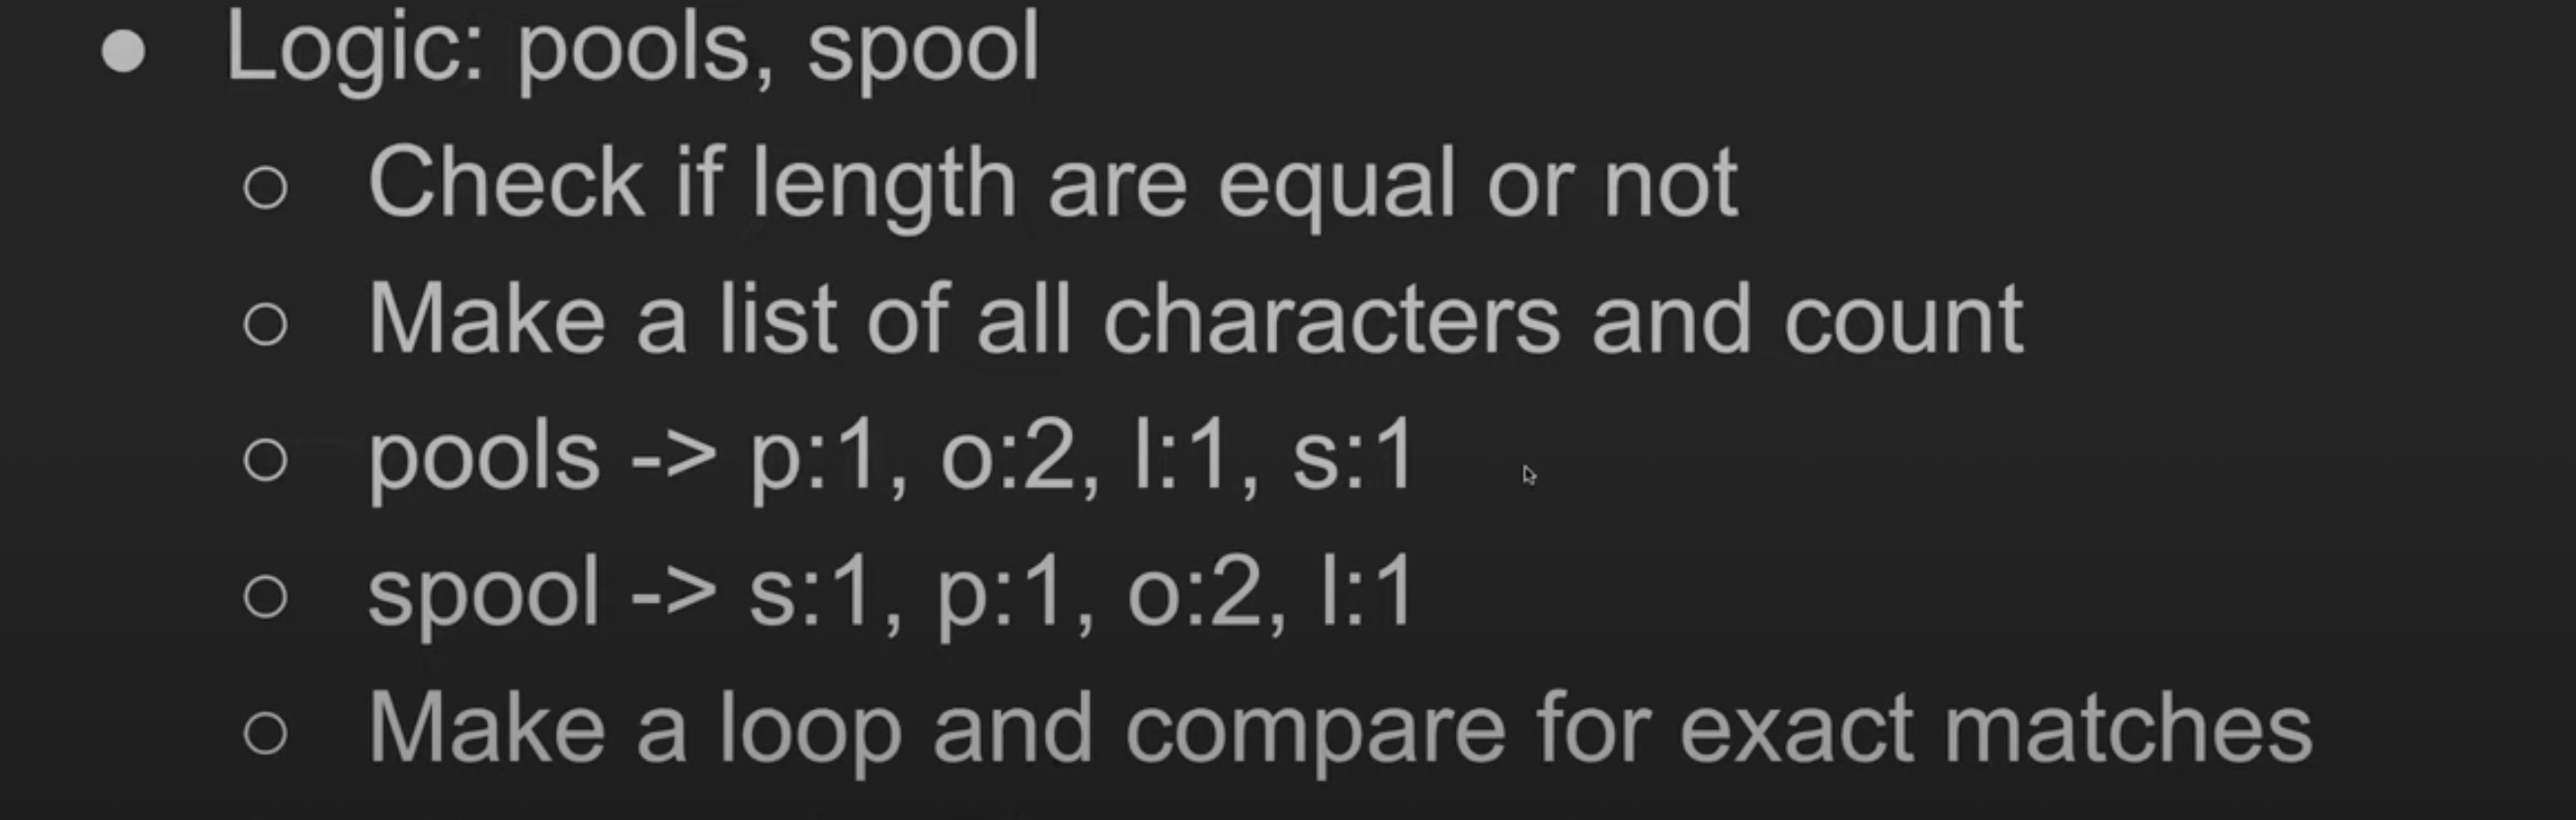 ● Logic: pools, spool
○ Check if length are equal or not
○ Make a list of all characters and count
○ pools -> p:1, o:2, l:1, s:1
○ spool -> s:1, p:1, o:2, l:1
○ Make a loop and compare for exact matches